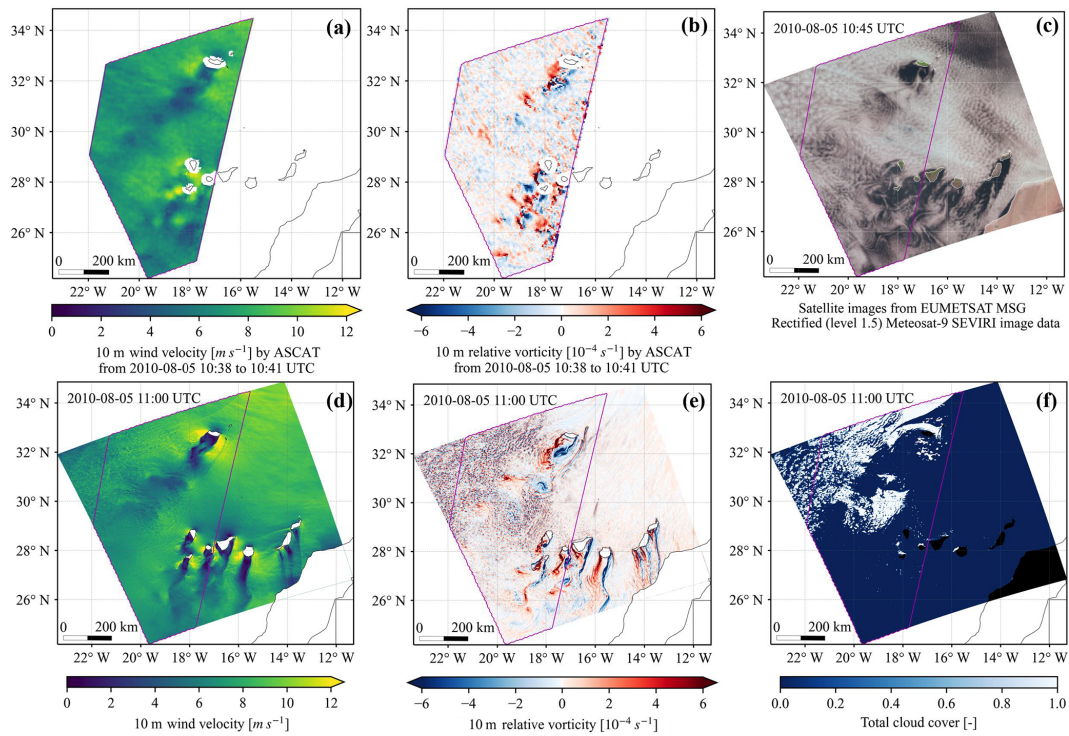 (a)
34° N
32° N
30° N
28° N
26° N
0 200 km
22° W 20° W 18° W 16° W 14° W 12° W
0 2 4 6 8 10 12
10 m wind velocity [m s⁻¹] by ASCAT
from 2010-08-05 10:38 to 10:41 UTC
(b)
34° N
32° N
30° N
28° N
26° N
0 200 km
22° W 20° W 18° W 16° W 14° W 12° W
−6 −4 −2 0 2 4 6
10 m relative vorticity [10⁻⁴ s⁻¹] by ASCAT
from 2010-08-05 10:38 to 10:41 UTC
2010-08-05 10:45 UTC
(c)
34° N
32° N
30° N
28° N
26° N
0 200 km
22° W 20° W 18° W 16° W 14° W 12° W
Satellite images from EUMETSAT MSG
Rectified (level 1.5) Meteosat-9 SEVIRI image data
2010-08-05 11:00 UTC
(d)
34° N
32° N
30° N
28° N
26° N
0 200 km
22° W 20° W 18° W 16° W 14° W 12° W
0 2 4 6 8 10 12
10 m wind velocity [m s⁻¹]
2010-08-05 11:00 UTC
(e)
34° N
32° N
30° N
28° N
26° N
0 200 km
22° W 20° W 18° W 16° W 14° W 12° W
−6 −4 −2 0 2 4 6
10 m relative vorticity [10⁻⁴ s⁻¹]
2010-08-05 11:00 UTC
(f)
34° N
32° N
30° N
28° N
26° N
0 200 km
22° W 20° W 18° W 16° W 14° W 12° W
0.0 0.2 0.4 0.6 0.8 1.0
Total cloud cover [-]